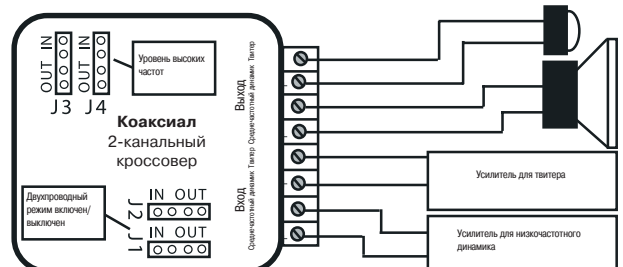 OUT IN
OUT IN
J3 J4
Уровень высоких
частот
Коаксиал
2-канальный
кроссовер
Двухпроводный
режим включен/
выключен
IN OUT
J2
IN OUT
J1
Выход
Среднечастотный динамик Твитер
Вход
Среднечастотный динамик Твитер
Усилитель для твитера
Усилитель для низкочастотного
динамика